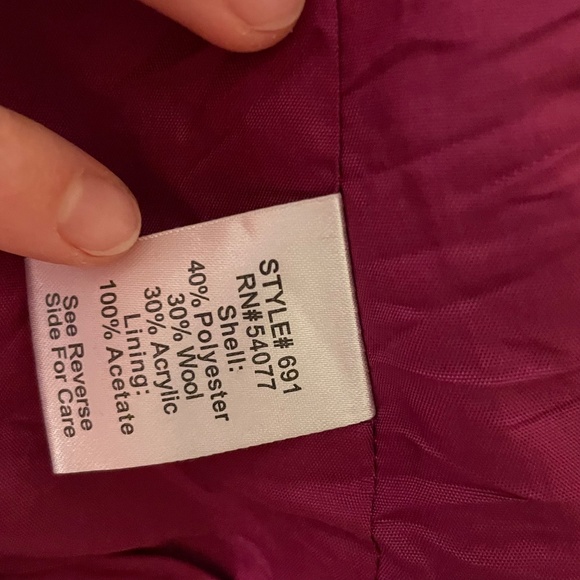 STYLE# 691
RN# 54077
Shell:
40% Polyester
30% Wool
30% Acrylic
Lining:
100% Acetate
See Reverse
Side For Care